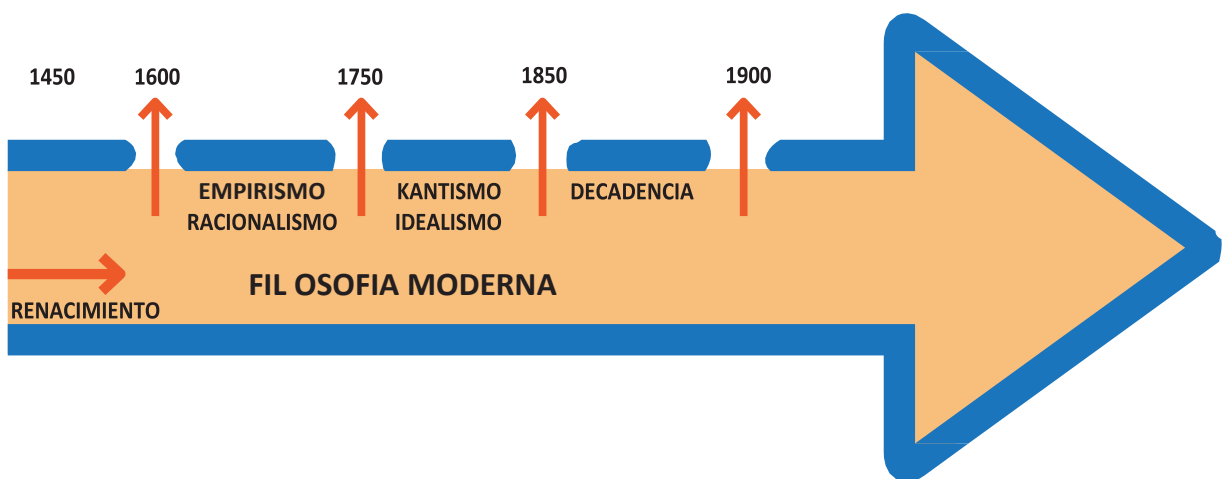 1450 1600 1750 1850 1900
EMPIRISMO KANTISMO DECADENCIA
RACIONALISMO IDEALISMO
FIL OSOFIA MODERNA
RENACIMIENTO